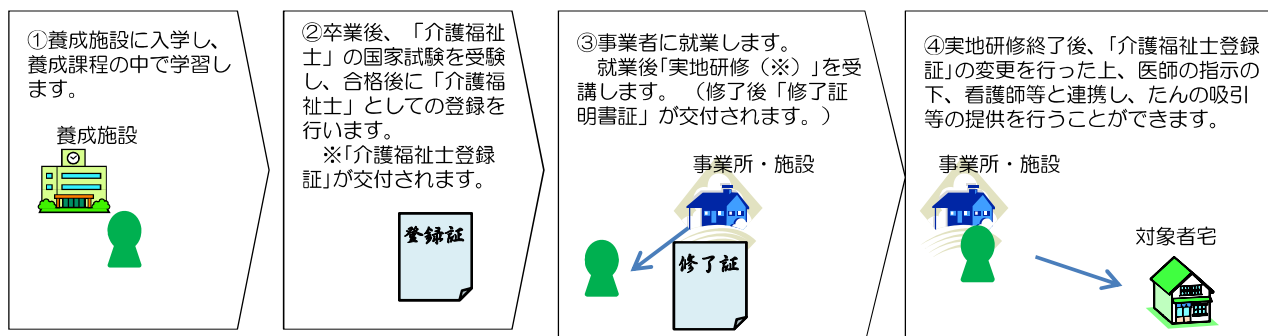 ①養成施設に入学し、
養成課程の中で学習し
ます。
養成施設
②卒業後、「介護福祉
士」の国家試験を受験
し、合格後に「介護福
祉士」としての登録を
行います。
※「介護福祉士登録
証」が交付されます。
登録証
③事業者に就業します。
就業後「実地研修（※）」を受
講します。（修了後「修了証
明書証」が交付されます。）
事業所・施設
修了証
④実地研修終了後、「介護福祉士登録
証」の変更を行った上、医師の指示の
下、看護師等と連携し、たんの吸引
等の提供を行うことができます。
事業所・施設
対象者宅